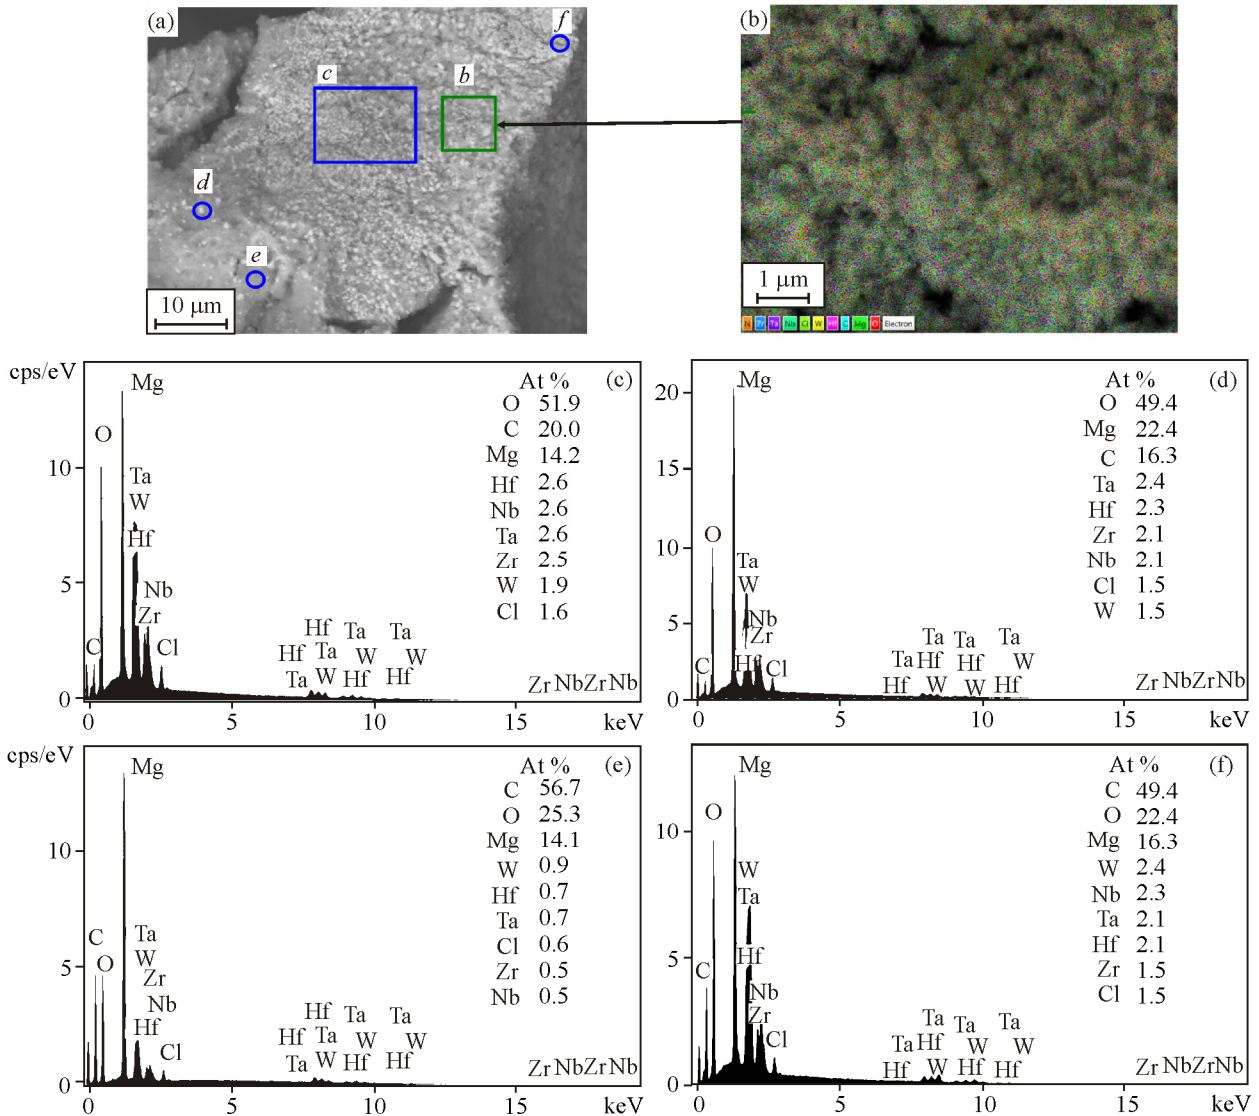 (a)
f
c
b
d
e
10 μm
(b)
1 μm
N Zr Ta Nb Cl W Hf C Mg O Electron
cps/eV
(c)
Mg
O
Ta
W
Hf
Nb
Zr
C
Cl
At %
O 51.9
C 20.0
Mg 14.2
Hf 2.6
Nb 2.6
Ta 2.6
Zr 2.5
W 1.9
Cl 1.6
Hf Ta Ta
Hf Ta W W
Ta W Hf Hf
Zr Nb Zr Nb
10
5
0
0 5 10 15 keV
(d)
Mg
O
Ta
W
Nb
Zr
Hf
C
Cl
At %
O 49.4
Mg 22.4
C 16.3
Ta 2.4
Hf 2.3
Zr 2.1
Nb 2.1
Cl 1.5
W 1.5
Ta Ta Ta
Ta Hf Hf W
Hf W W Hf
Zr Nb Zr Nb
20
15
10
5
0
0 5 10 15 keV
cps/eV
(e)
Mg
C
O
Ta
W
Zr
Nb
Hf
Cl
At %
C 56.7
O 25.3
Mg 14.1
W 0.9
Hf 0.7
Ta 0.7
Cl 0.6
Zr 0.5
Nb 0.5
Hf Ta Ta
Hf Ta W W
Ta W Hf Hf
Zr Nb Zr Nb
10
5
0
0 5 10 15 keV
(f)
Mg
O
W
Ta
Hf
C
Nb
Zr
Cl
At %
C 49.4
O 22.4
Mg 16.3
W 2.4
Nb 2.3
Ta 2.1
Hf 2.1
Zr 1.5
Cl 1.5
Ta Ta Ta
Ta Hf W W
Hf W Hf Hf
Zr Nb Zr Nb
10
5
0
0 5 10 15 keV